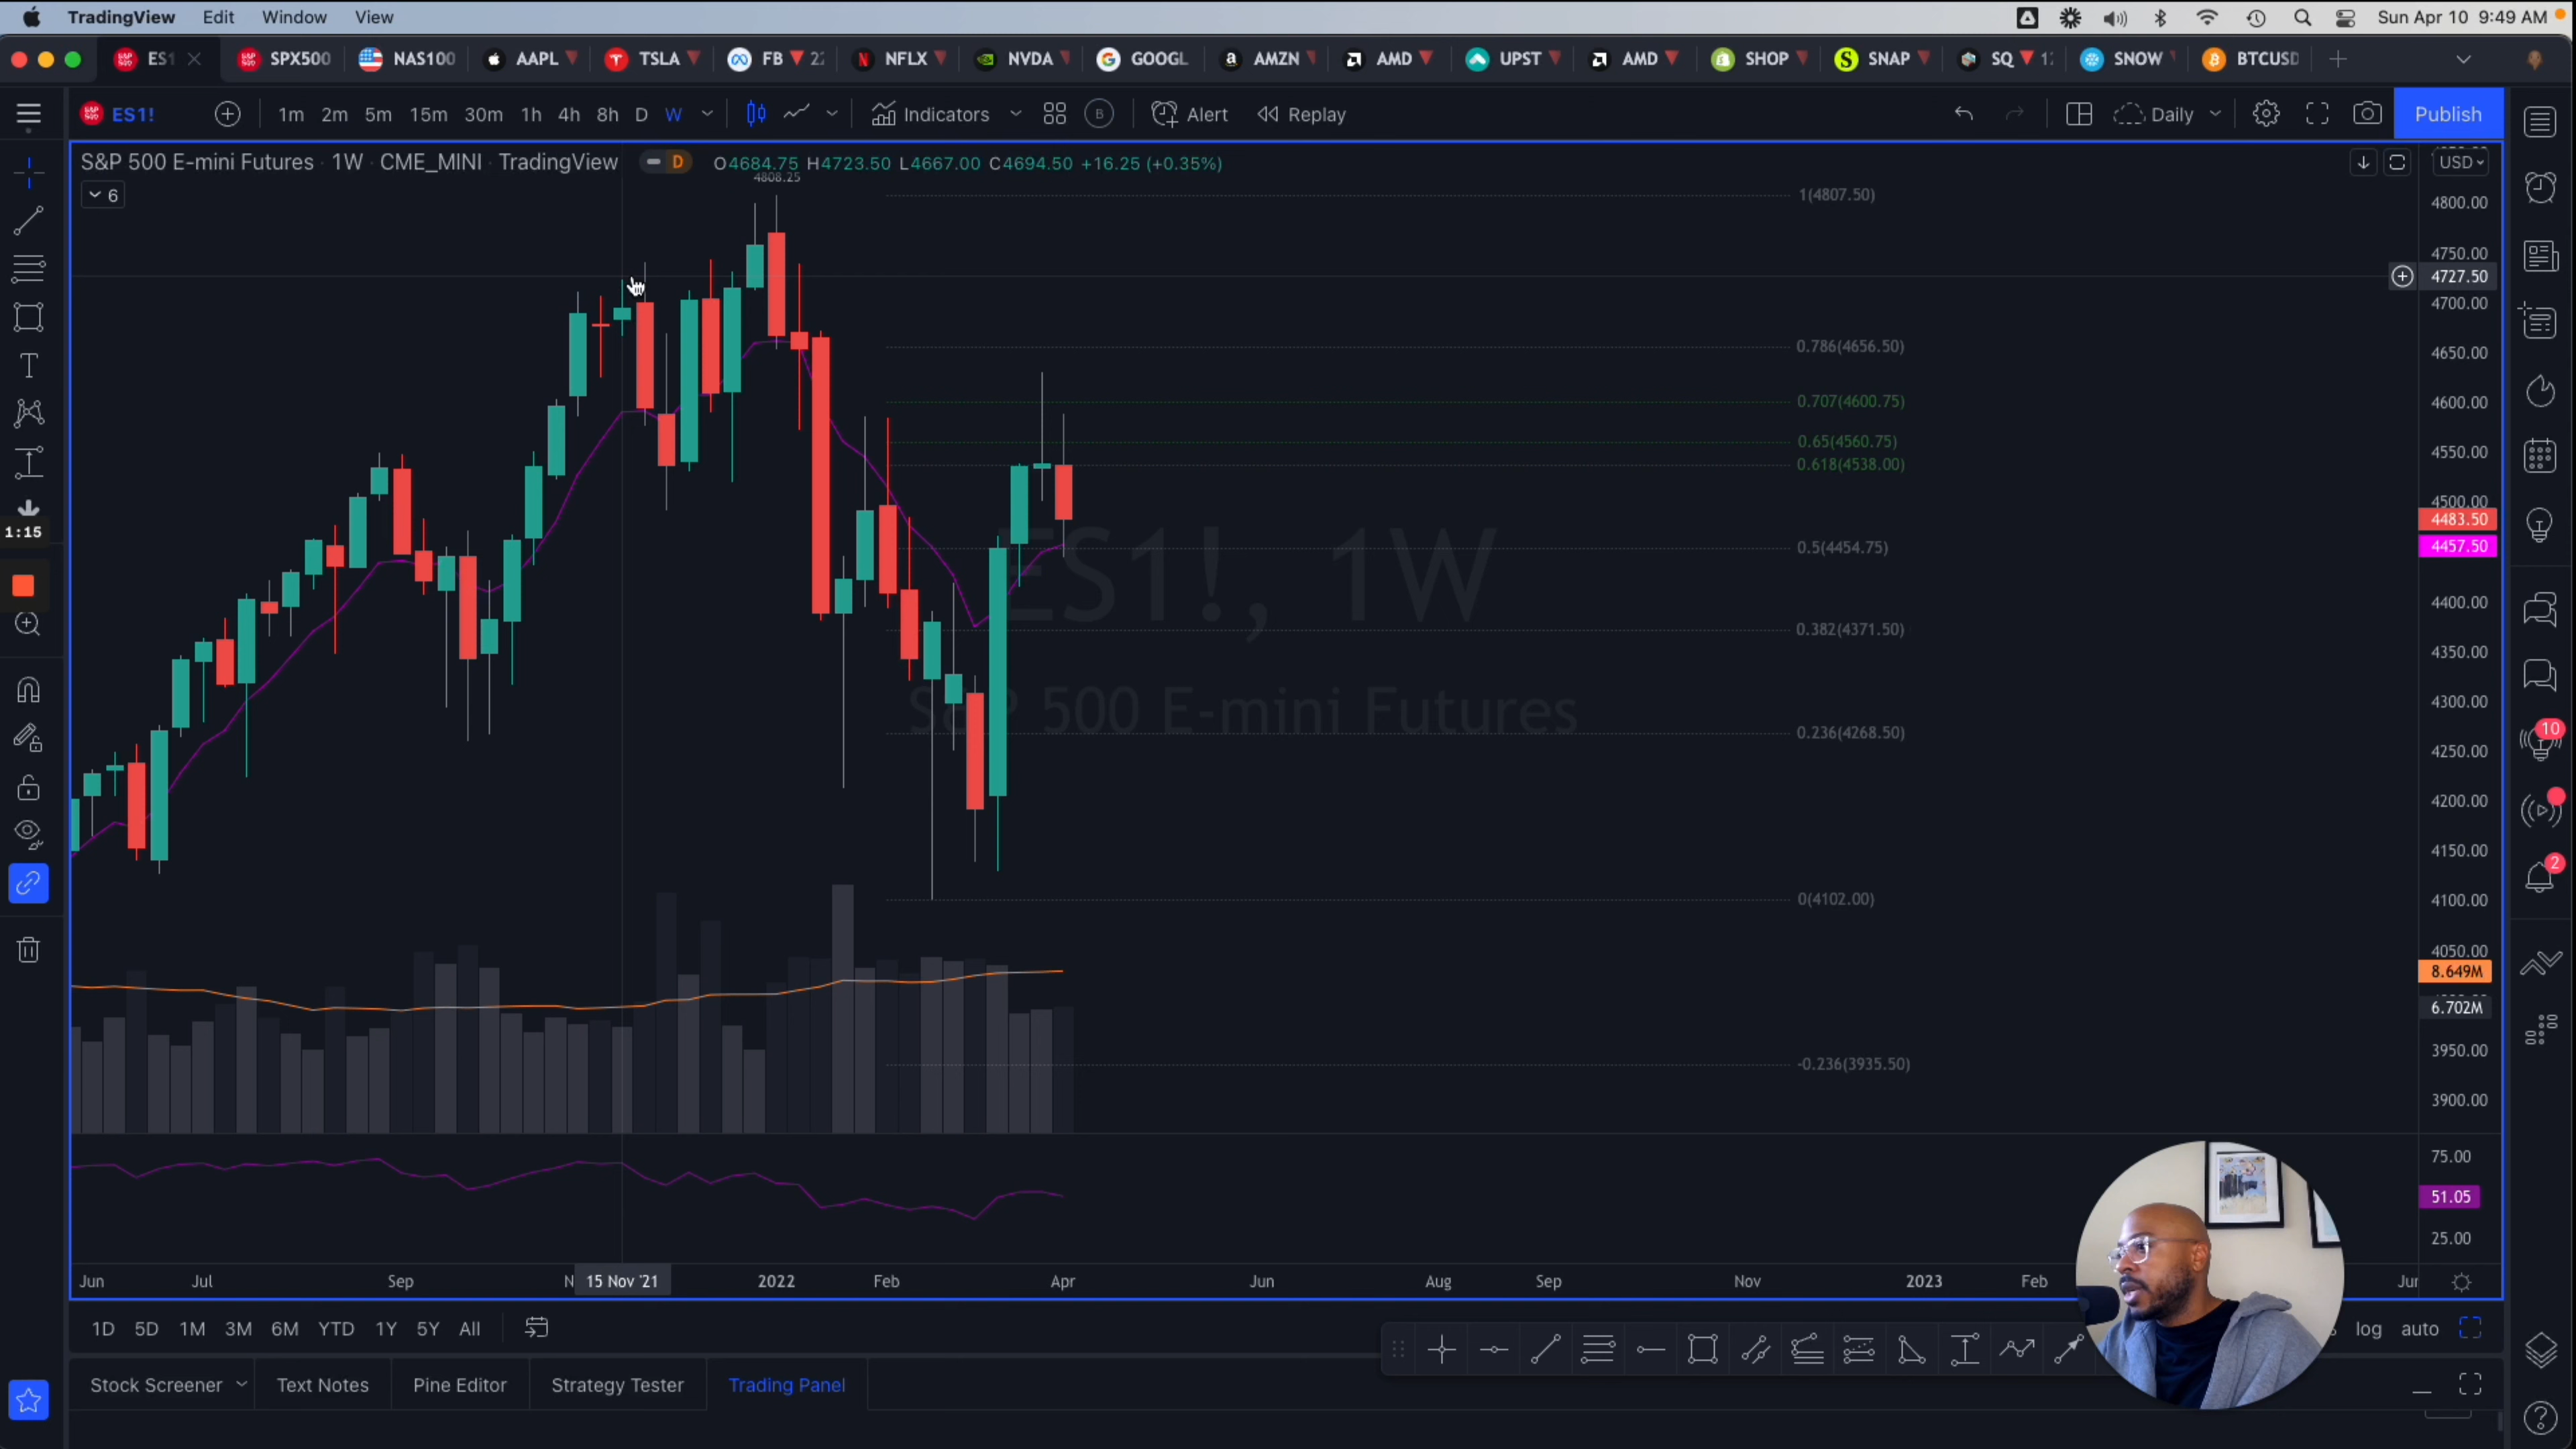 TradingView Edit Window View
Sun Apr 10 9:49 AM
ES1 SPX500 NAS100 AAPL TSLA FB NFLX NVDA GOOGL AMZN AMD UPST AMD SHOP SNAP SQ SNOW BTCUSD
ES1! 1m 2m 5m 15m 30m 1h 4h 8h D W Indicators B Alert Replay Daily Publish
S&P 500 E-mini Futures · 1W · CME_MINI · TradingView D O4684.75 H4723.50 L4667.00 C4694.50 +16.25 (+0.35%)
USD
6
4808.25
1(4807.50)
4800.00
4750.00
4727.50
4700.00
0.786(4656.50)
4650.00
0.707(4600.75)
4600.00
0.65(4560.75)
4550.00
0.618(4538.00)
4500.00
4483.50
1:15
ES1!, 1W
0.5(4454.75)
4457.50
4400.00
0.382(4371.50)
4350.00
S&P 500 E-mini Futures
4300.00
0.236(4268.50)
10
4250.00
4200.00
4150.00
2
0(4102.00)
4100.00
4050.00
8.649M
6.702M
3950.00
-0.236(3935.50)
3900.00
75.00
51.05
25.00
Jun Jul Sep N 15 Nov '21 2022 Feb Apr Jun Aug Sep Nov 2023 Feb Jun
1D 5D 1M 3M 6M YTD 1Y 5Y All
log auto
Stock Screener Text Notes Pine Editor Strategy Tester Trading Panel